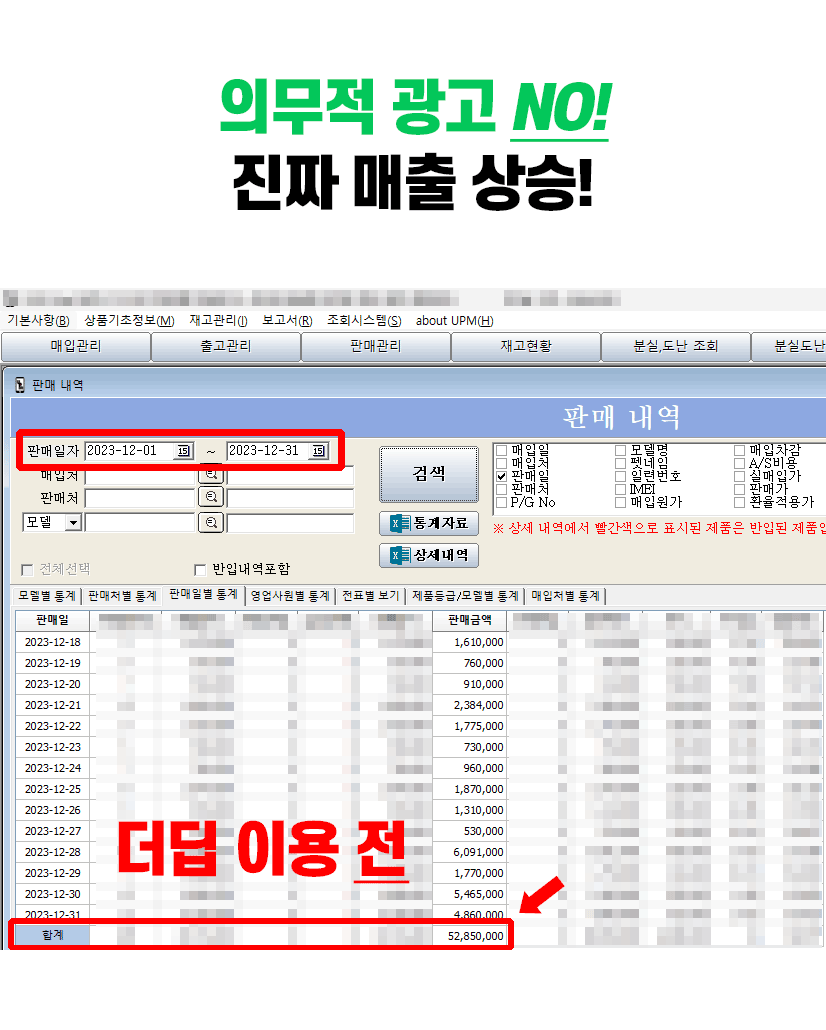 의무적 광고 NO!
진짜 매출 상승!
기본사항(B) 상품기초정보(M) 재고관리(I) 보고서(R) 조회시스템(S) about UPM(H)
매입관리 출고관리 판매관리 재고현황 분실,도난 조회 분실도난
판매 내역
판매 내역
판매일자 2023-12-01 15 ~ 2023-12-31 15
매입처
판매처
모델
검색
통계자료
상세내역
매입일 모델명 매입차감
매입처 펫네임 A/S비용
판매일 일련번호 실매입가
판매처 IMEI 판매가
P/G No 매입원가 환율적용가
※ 상세 내역에서 빨간색으로 표시된 제품은 반입된 제품입
전체선택 반입내역포함
모델별 통계 판매처별 통계 판매일별 통계 영업사원별 통계 전표별 보기 제품등급/모델별 통계 매입처별 통계
판매일 판매금액
2023-12-18 1,610,000
2023-12-19 760,000
2023-12-20 910,000
2023-12-21 2,384,000
2023-12-22 1,775,000
2023-12-23 730,000
2023-12-24 960,000
2023-12-25 1,870,000
2023-12-26 1,310,000
2023-12-27 530,000
2023-12-28 6,091,000
2023-12-29 1,770,000
2023-12-30 5,465,000
2023-12-31 4,860,000
더딥 이용 전
합계 52,850,000